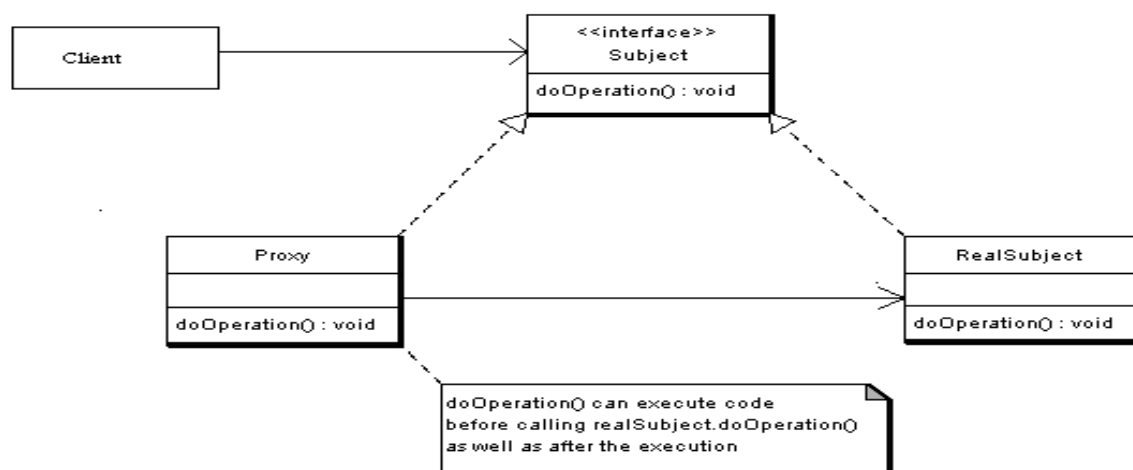 Client
<<interface>>
Subject
doOperation() : void
Proxy
doOperation() : void
RealSubject
doOperation() : void
doOperation() can execute code
before calling realSubject.doOperation()
as well as after the execution